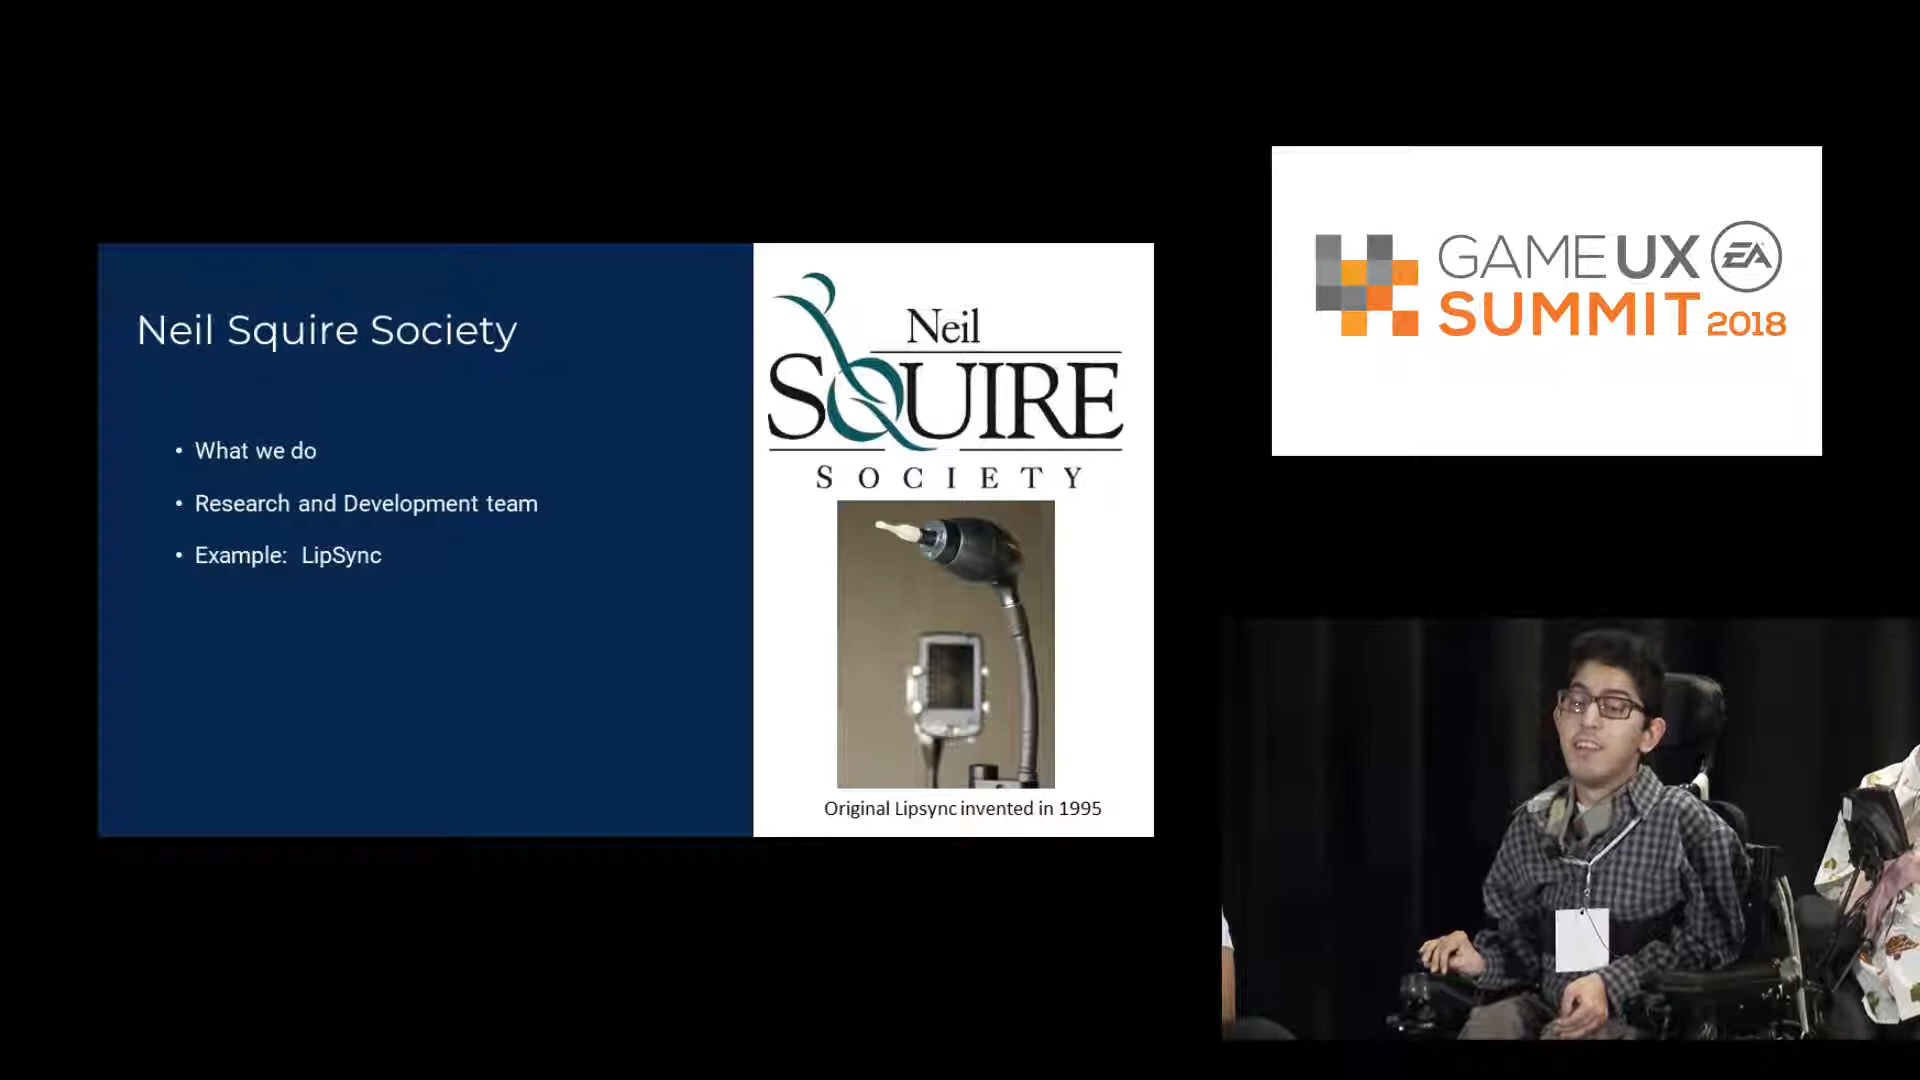 Neil Squire Society
• What we do
• Research and Development team
• Example: LipSync
Neil
SQUIRE
SOCIETY
Original Lipsync invented in 1995
GAME UX EA
SUMMIT 2018